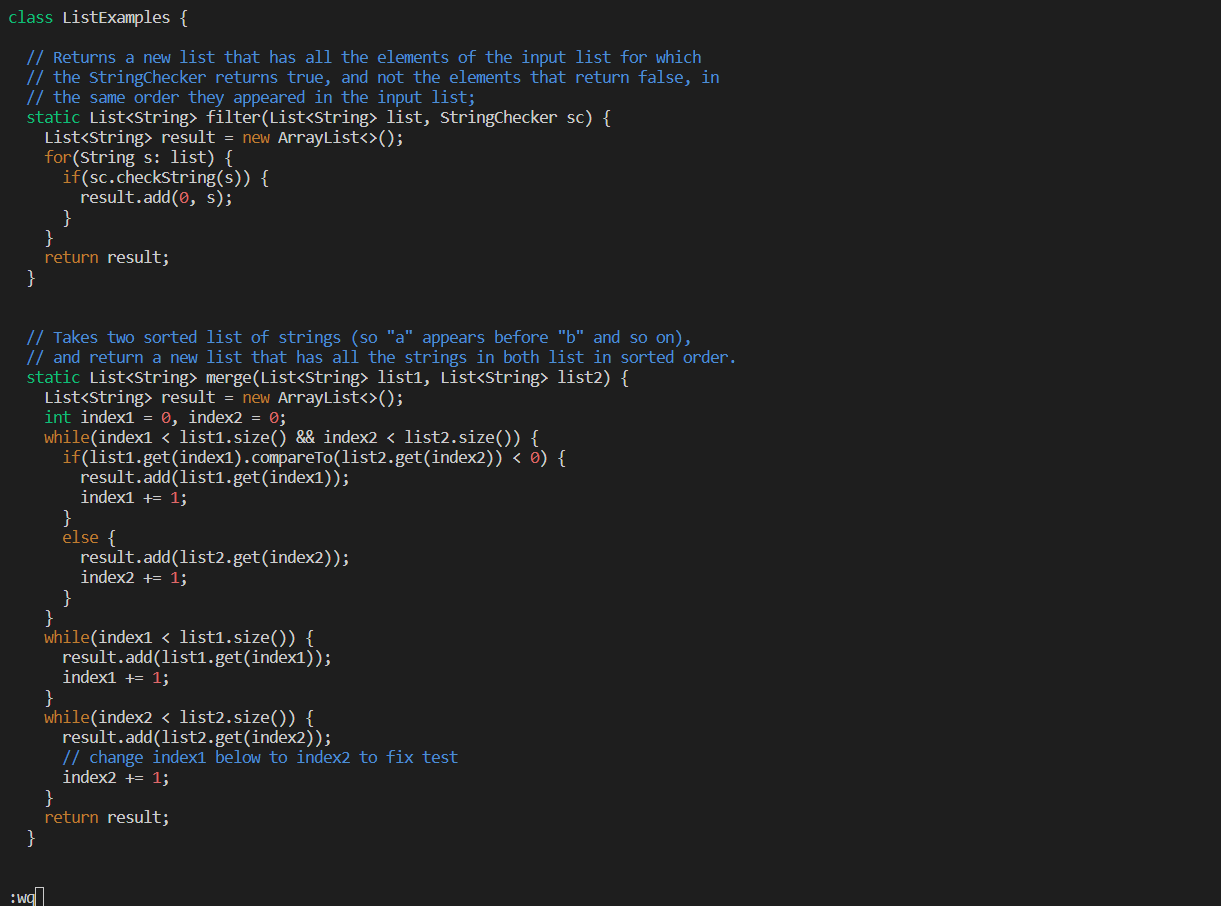 class ListExamples {
  // Returns a new list that has all the elements of the input list for which
  // the StringChecker returns true, and not the elements that return false, in
  // the same order they appeared in the input list;
  static List<String> filter(List<String> list, StringChecker sc) {
    List<String> result = new ArrayList<>();
    for(String s: list) {
      if(sc.checkString(s)) {
        result.add(0, s);
      }
    }
    return result;
  }
  // Takes two sorted list of strings (so "a" appears before "b" and so on),
  // and return a new list that has all the strings in both list in sorted order.
  static List<String> merge(List<String> list1, List<String> list2) {
    List<String> result = new ArrayList<>();
    int index1 = 0, index2 = 0;
    while(index1 < list1.size() && index2 < list2.size()) {
      if(list1.get(index1).compareTo(list2.get(index2)) < 0) {
        result.add(list1.get(index1));
        index1 += 1;
      }
      else {
        result.add(list2.get(index2));
        index2 += 1;
      }
    }
    while(index1 < list1.size()) {
      result.add(list1.get(index1));
      index1 += 1;
    }
    while(index2 < list2.size()) {
      result.add(list2.get(index2));
      // change index1 below to index2 to fix test
      index2 += 1;
    }
    return result;
  }
:wq